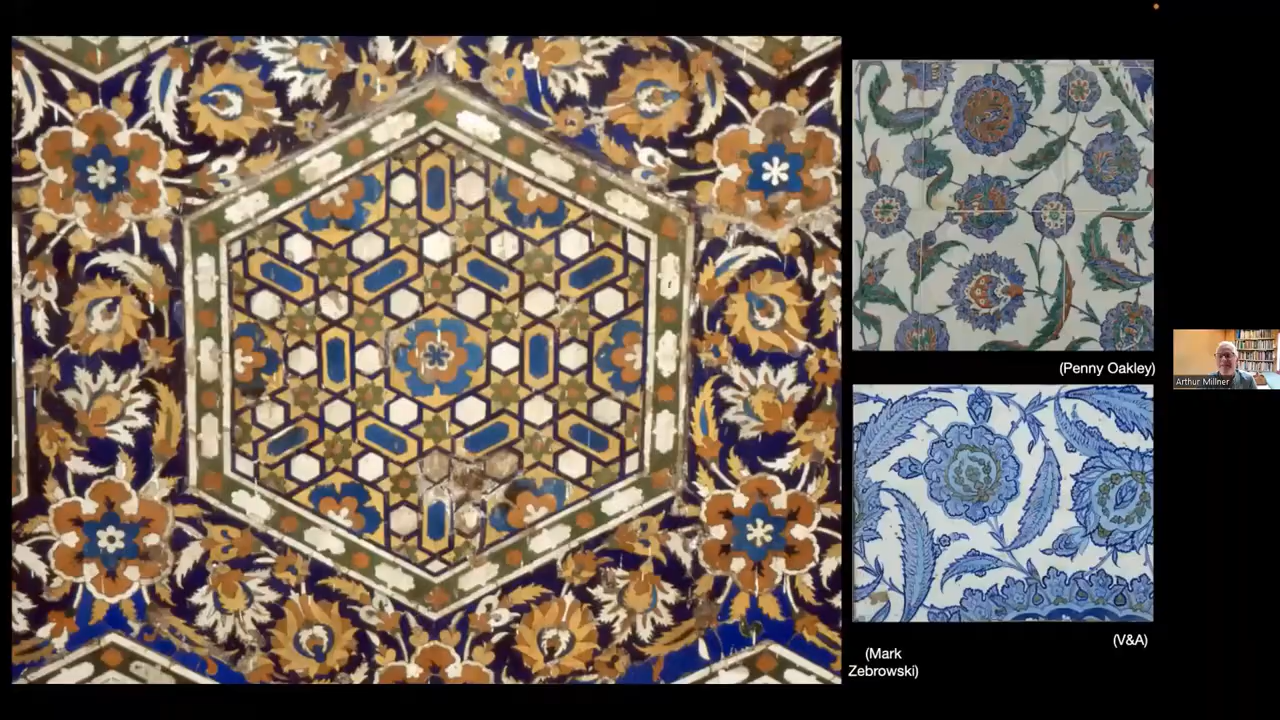 (Penny Oakley)
Arthur Millner
(V&A)
(Mark
Zebrowski)